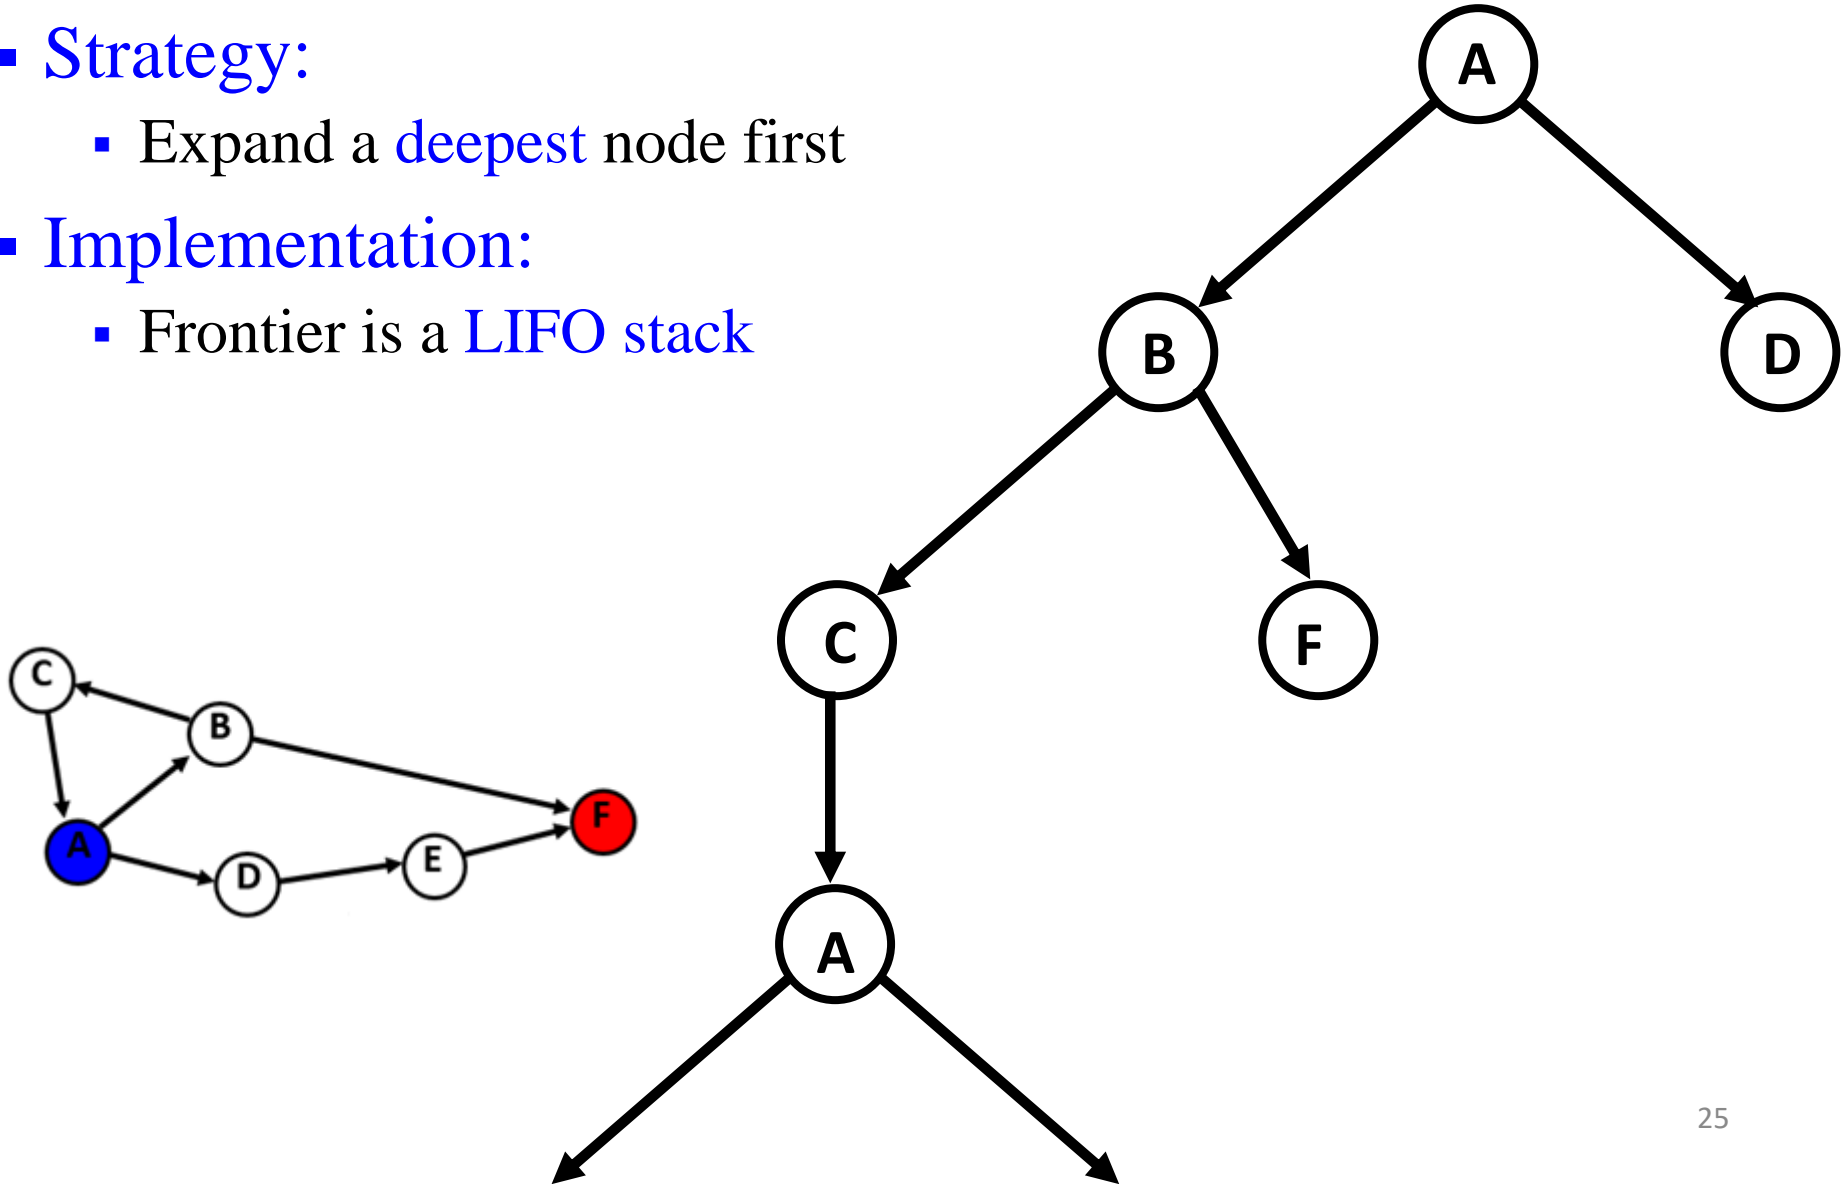 Strategy:
Expand a deepest node first
Implementation:
Frontier is a LIFO stack
A
B
D
C
F
A
C
B
F
A
D
E
25